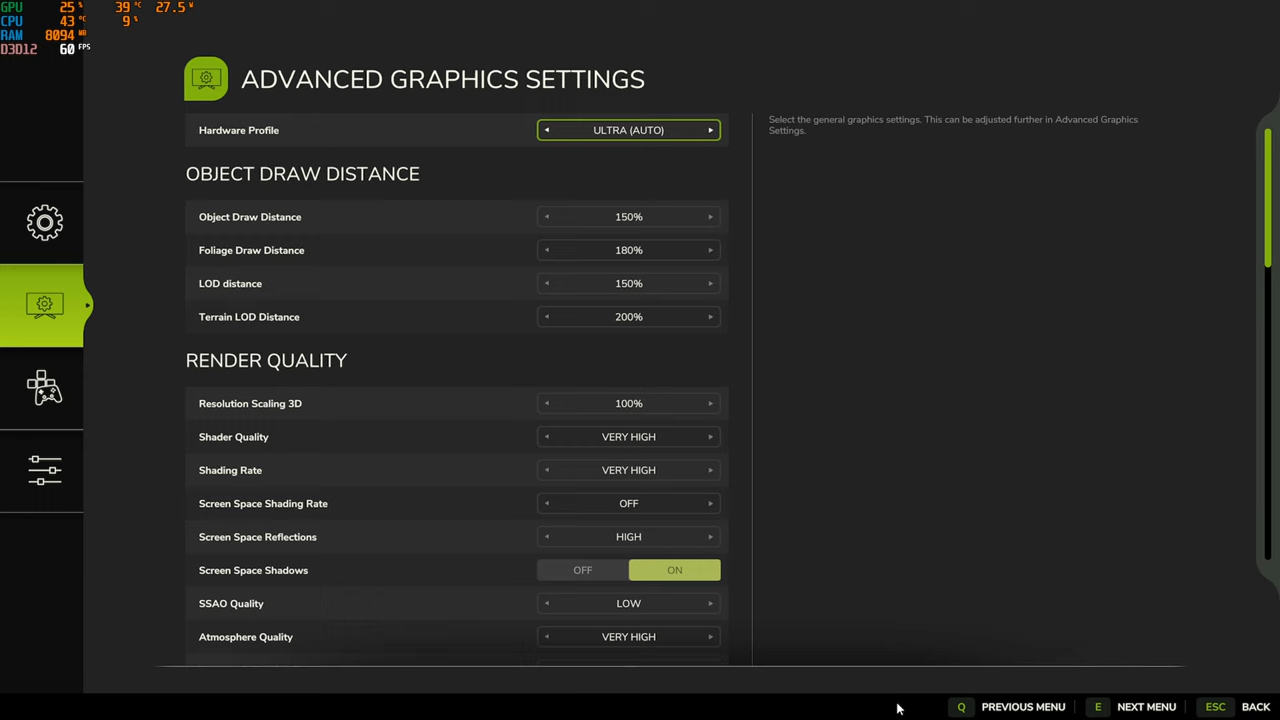 GPU 25 % 39 °C 27.5 W
CPU 43 °C 9 %
RAM 8094 MB
D3D12 60 FPS
ADVANCED GRAPHICS SETTINGS
Hardware Profile ULTRA (AUTO)
Select the general graphics settings. This can be adjusted further in Advanced Graphics
Settings.
OBJECT DRAW DISTANCE
Object Draw Distance 150%
Foliage Draw Distance 180%
LOD distance 150%
Terrain LOD Distance 200%
RENDER QUALITY
Resolution Scaling 3D 100%
Shader Quality VERY HIGH
Shading Rate VERY HIGH
Screen Space Shading Rate OFF
Screen Space Reflections HIGH
Screen Space Shadows OFF ON
SSAO Quality LOW
Atmosphere Quality VERY HIGH
Q PREVIOUS MENU E NEXT MENU ESC BACK